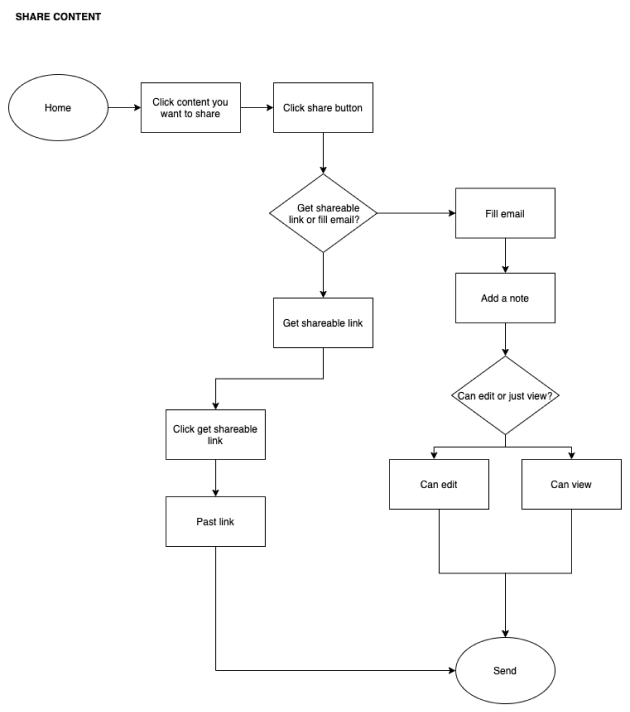 SHARE CONTENT
Home
Click content you
want to share
Click share button
Get shareable
link or fill email?
Fill email
Add a note
Get shareable link
Can edit or just view?
Click get shareable
link
Can edit
Can view
Past link
Send